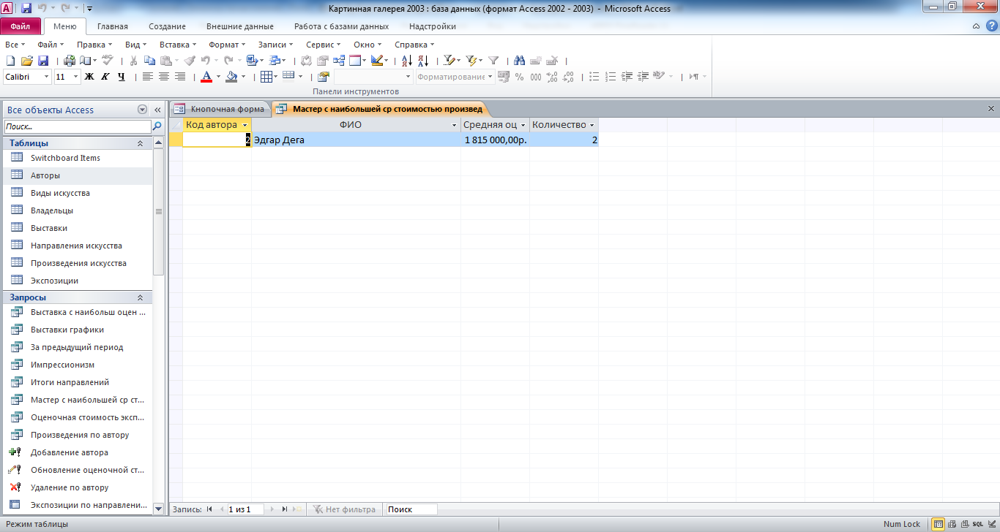 Картинная галерея 2003 : база данных (формат Access 2002 - 2003) - Microsoft Access
Файл Меню Главная Создание Внешние данные Работа с базами данных Надстройки
Все Файл Правка Вид Вставка Формат Записи Сервис Окно Справка
Calibri 11 Ж К Ч А Форматирование % 000
Панели инструментов
Все объекты Access
Поиск...
Таблицы
Switchboard Items
Авторы
Виды искусства
Владельцы
Выставки
Направления искусства
Произведения искусства
Экспозиции
Запросы
Выставка с наибольш оцен ...
Выставки графики
За предыдущий период
Импрессионизм
Итоги направлений
Мастер с наибольшей ср ст...
Оценочная стоимость эксп...
Произведения по автору
Добавление автора
Обновление оценочной ст...
Удаление по автору
Экспозиции по направлени...
Кнопочная форма Мастер с наибольшей ср стоимостью произвед
Код автора ФИО Средняя оц Количество
2 Эдгар Дега 1 815 000,00р. 2
Запись: 1 из 1 Нет фильтра Поиск
Режим таблицы Num Lock SQL